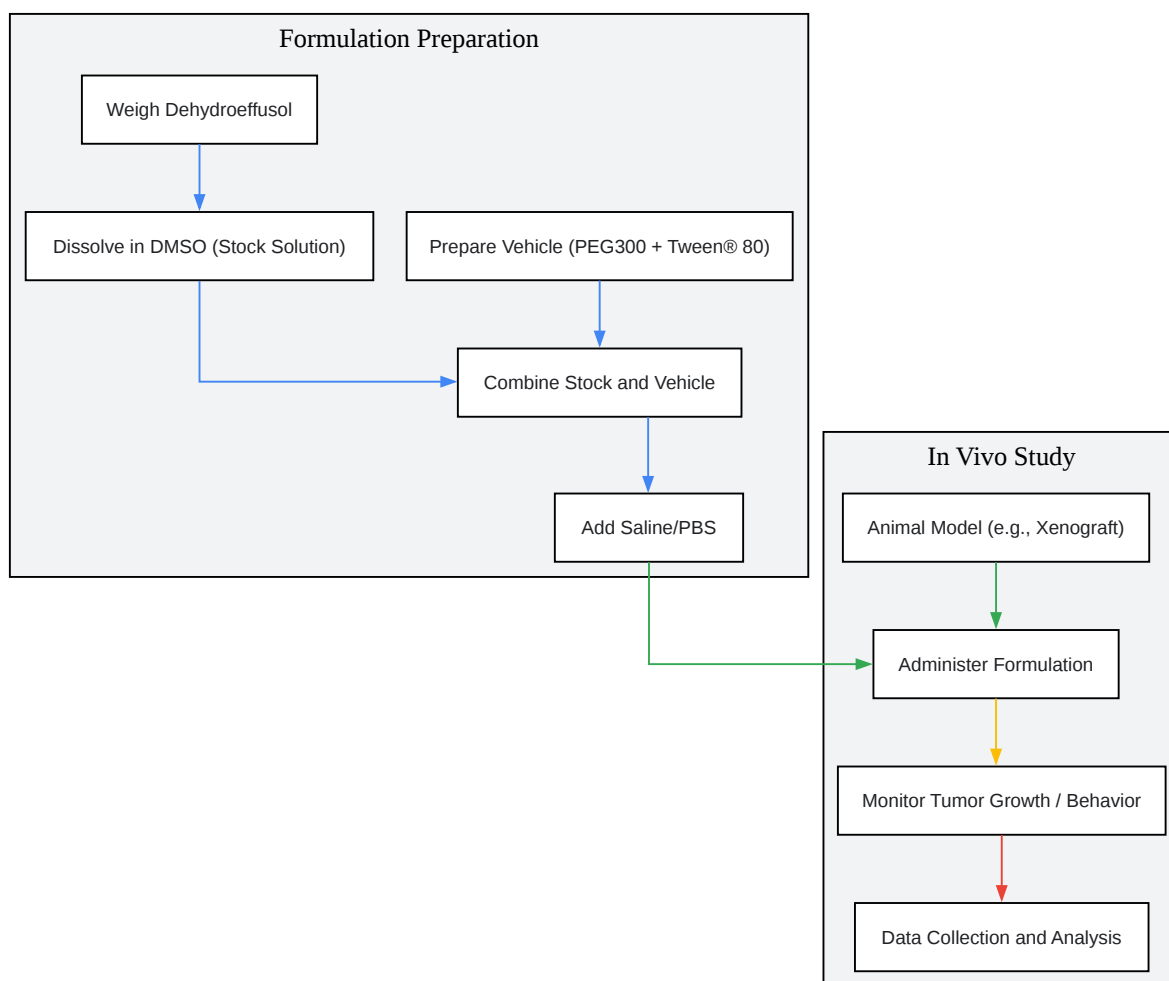 Formulation Preparation
Weigh Dehydroeffusol
Dissolve in DMSO (Stock Solution)
Prepare Vehicle (PEG300 + Tween® 80)
Combine Stock and Vehicle
Add Saline/PBS
In Vivo Study
Animal Model (e.g., Xenograft)
Administer Formulation
Monitor Tumor Growth / Behavior
Data Collection and Analysis